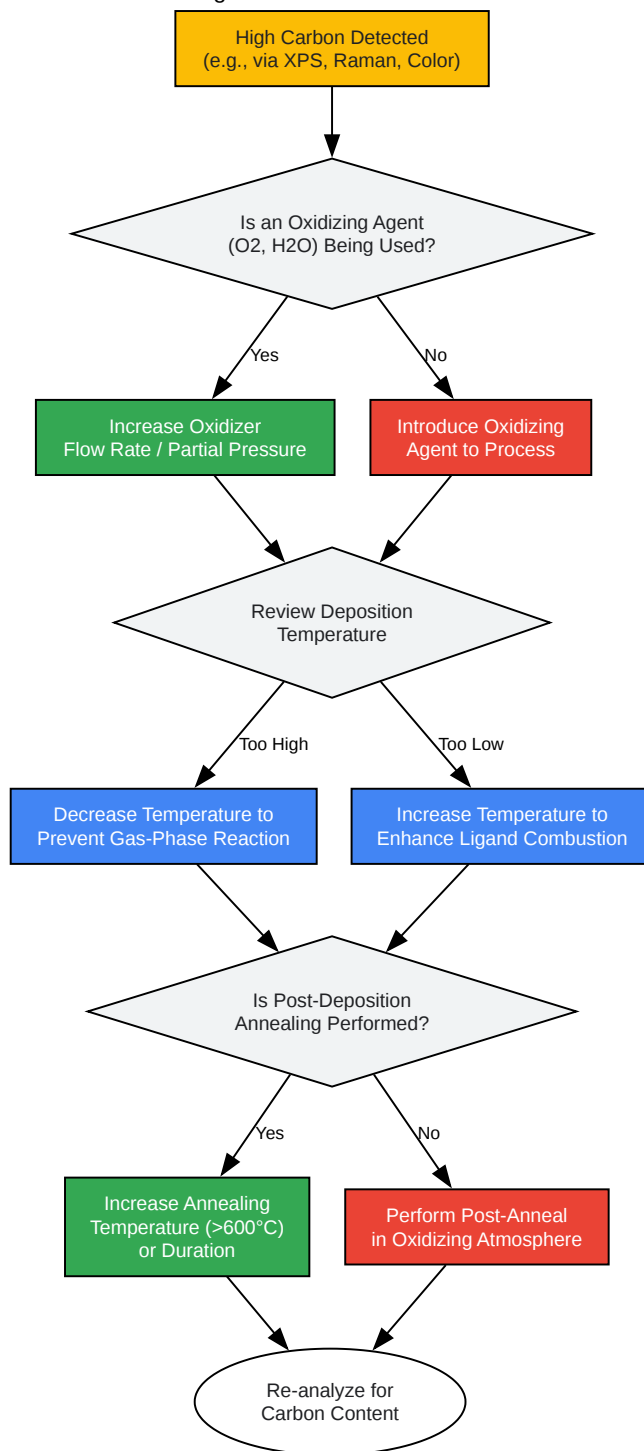 High Carbon Detected
(e.g., via XPS, Raman, Color)
Is an Oxidizing Agent
(O2, H2O) Being Used?
Yes
No
Increase Oxidizer
Flow Rate / Partial Pressure
Introduce Oxidizing
Agent to Process
Review Deposition
Temperature
Too High
Too Low
Decrease Temperature to
Prevent Gas-Phase Reaction
Increase Temperature to
Enhance Ligand Combustion
Is Post-Deposition
Annealing Performed?
Yes
No
Increase Annealing
Temperature (>600°C)
or Duration
Perform Post-Anneal
in Oxidizing Atmosphere
Re-analyze for
Carbon Content